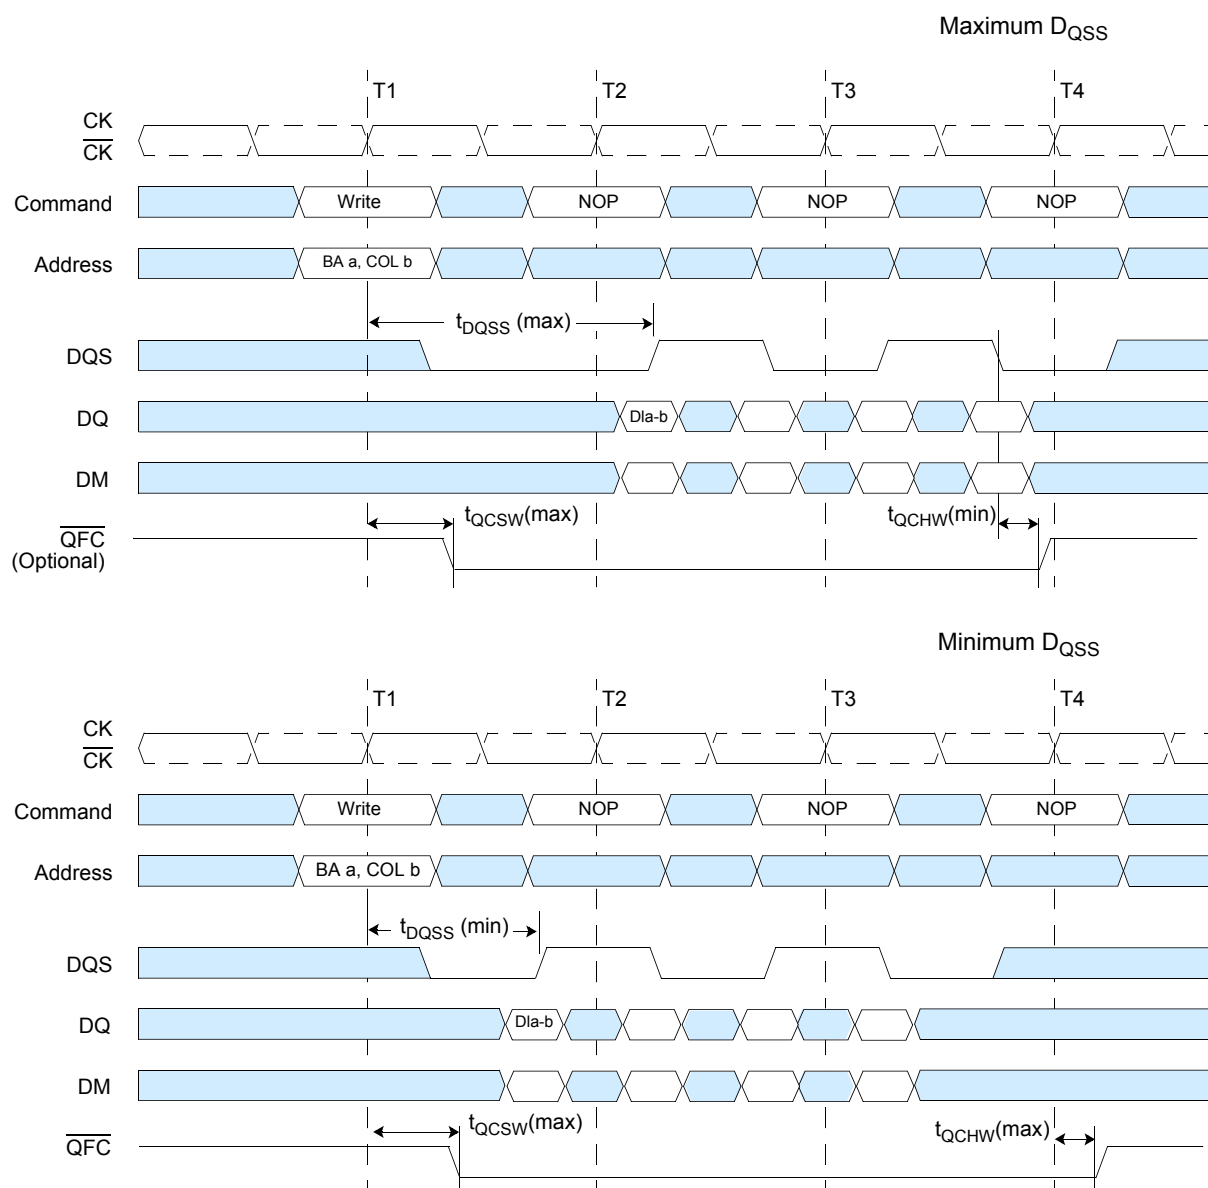 Maximum DQSS
T1 T2 T3 T4
CK
CK
Command Write NOP NOP NOP
Address BA a, COL b
tDQSS (max)
DQS
DQ DIa-b
DM
tQCSW(max) tQCHW(min)
QFC
(Optional)
Minimum DQSS
T1 T2 T3 T4
CK
CK
Command Write NOP NOP NOP
Address BA a, COL b
tDQSS (min)
DQS
DQ DIa-b
DM
tQCSW(max) tQCHW(max)
QFC